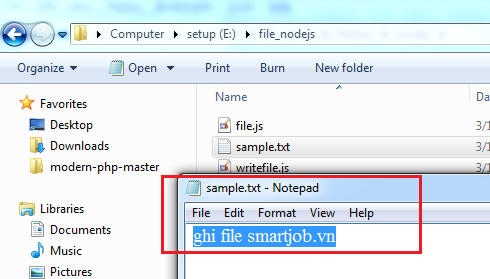 Computer ▸ setup (E:) ▸ file_nodejs
Organize Open Print Burn New folder
Favorites
Desktop
Downloads
modern-php-master
Libraries
Documents
Music
Pictures
Name
file.js 3/1
sample.txt 3/1
writefile.js 3/1
sample.txt - Notepad
File Edit Format View Help
ghi file smartjob.vn